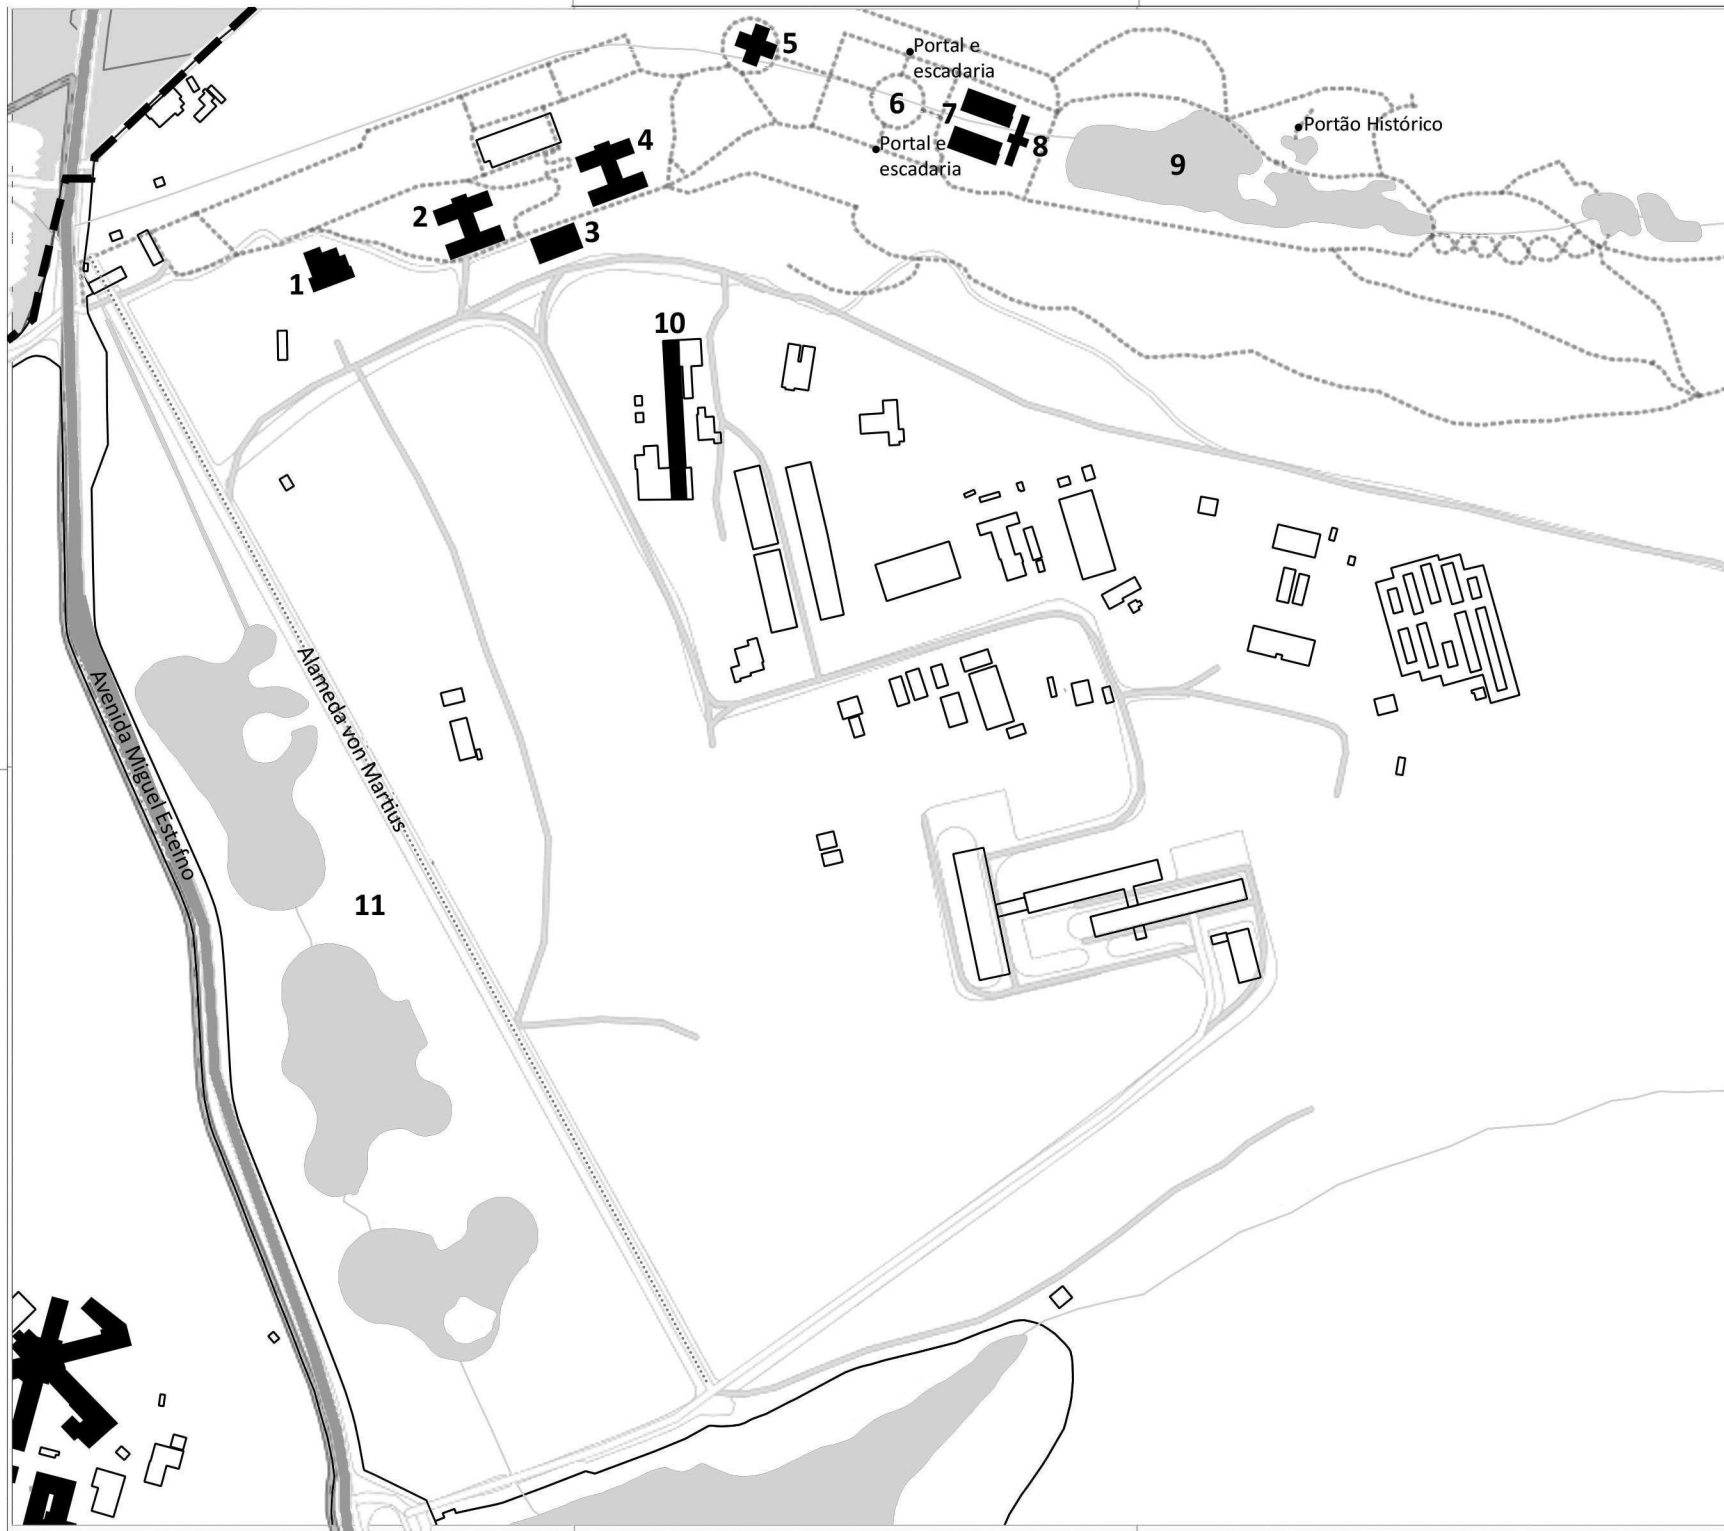 5
Portal e
escadaria
6
7
4
Portal e
escadaria
8
Portão Histórico
9
2
3
1
10
Alameda von Martius
Avenida Miguel Estefno
11